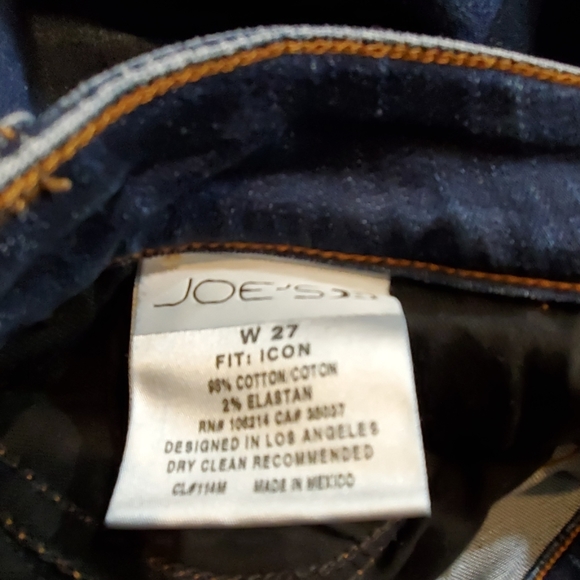 JOE'S
W 27
FIT: ICON
98% COTTON/COTON
2% ELASTAN
RN# 106214 CA# 35037
DESIGNED IN LOS ANGELES
DRY CLEAN RECOMMENDED
CL#114M MADE IN MEXICO